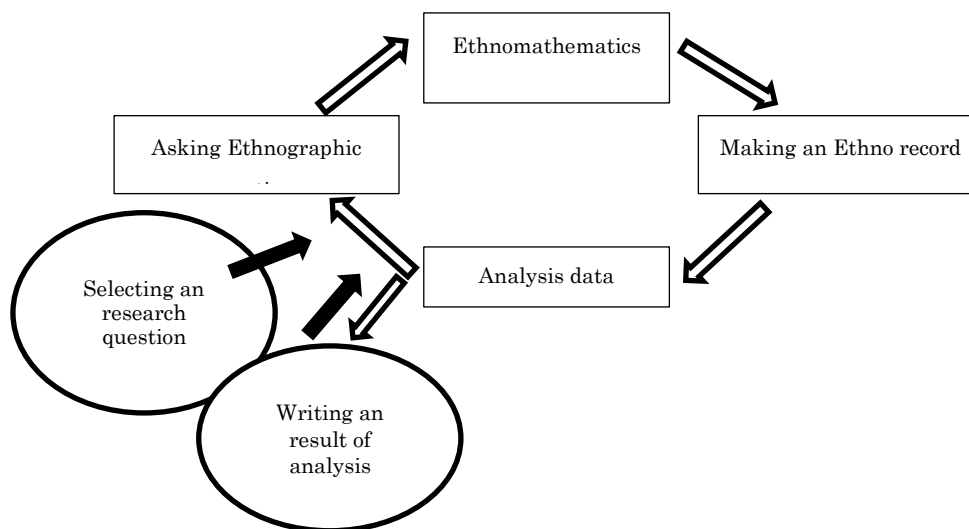 Ethnomathematics
Asking Ethnographic
Making an Ethno record
Analysis data
Selecting an
research
question
Writing an
result of
analysis